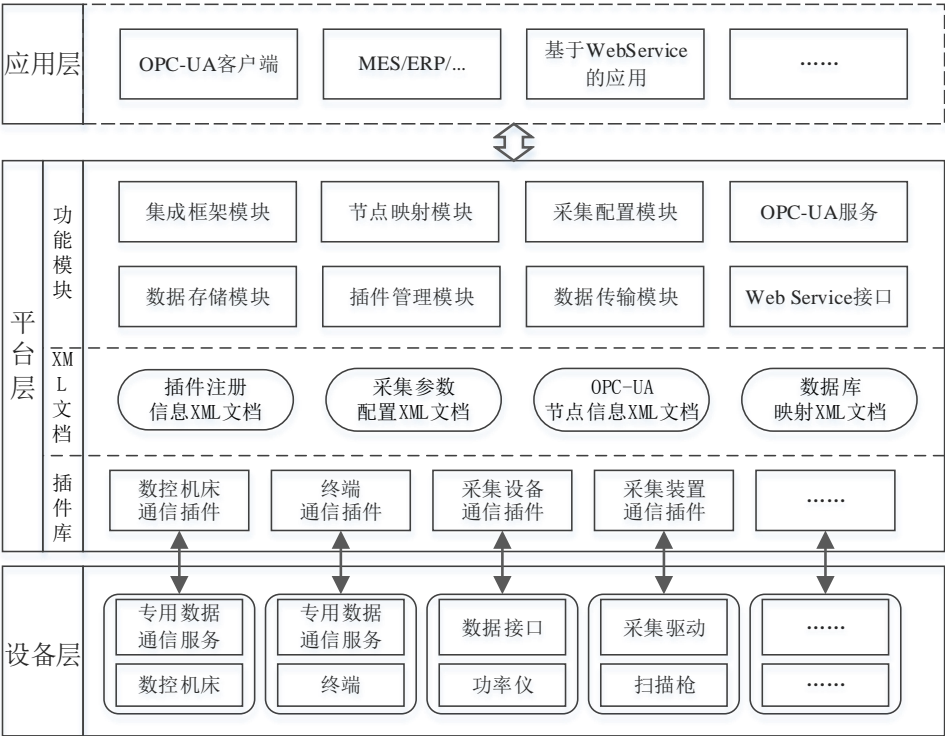 应用层
OPC-UA客户端
MES/ERP/...
基于WebService
的应用
……
平台层
功能模块
集成框架模块
节点映射模块
采集配置模块
OPC-UA服务
数据存储模块
插件管理模块
数据传输模块
Web Service接口
XM
L
文档
插件注册
信息XML文档
采集参数
配置XML文档
OPC-UA
节点信息XML文档
数据库
映射XML文档
插件库
数控机床
通信插件
终端
通信插件
采集设备
通信插件
采集装置
通信插件
……
设备层
专用数据
通信服务
专用数据
通信服务
数据接口
采集驱动
……
数控机床
终端
功率仪
扫描枪
……